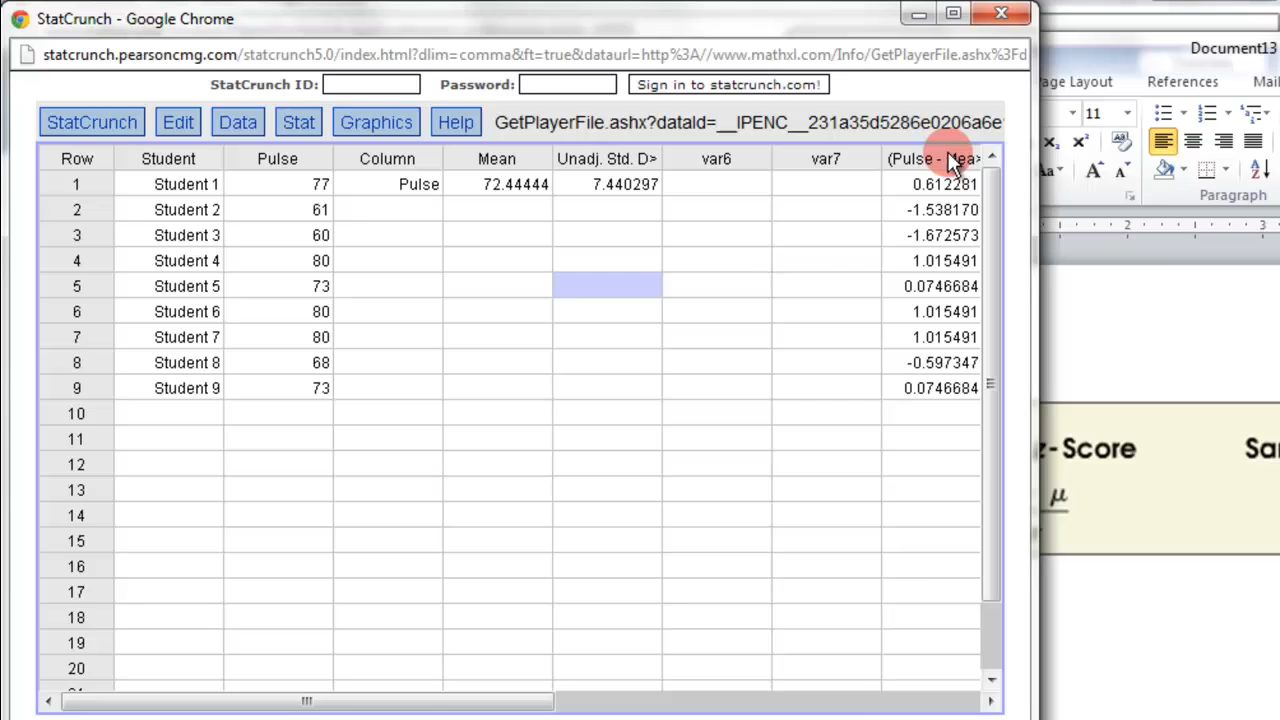 StatCrunch - Google Chrome
statcrunch.pearsoncmg.com/statcrunch5.0/index.html?dlim=comma&ft=true&dataurl=http%3A//www.mathxl.com/Info/GetPlayerFile.ashx%3Fd
StatCrunch ID: Password: Sign in to statcrunch.com!
StatCrunch Edit Data Stat Graphics Help GetPlayerFile.ashx?dataId=__IPENC__231a35d5286e0206a6e
Row Student Pulse Column Mean Unadj. Std. D> var6 var7 (Pulse - Mea>
1 Student 1 77 Pulse 72.44444 7.440297 0.612281
2 Student 2 61 -1.538170
3 Student 3 60 -1.672573
4 Student 4 80 1.015491
5 Student 5 73 0.0746684
6 Student 6 80 1.015491
7 Student 7 80 1.015491
8 Student 8 68 -0.597347
9 Student 9 73 0.0746684
10
11
12
13
14
15
16
17
18
19
20
Document13
Page Layout References Mail
11
Aa A A
Paragraph
2 3
z-Score Sa
μ